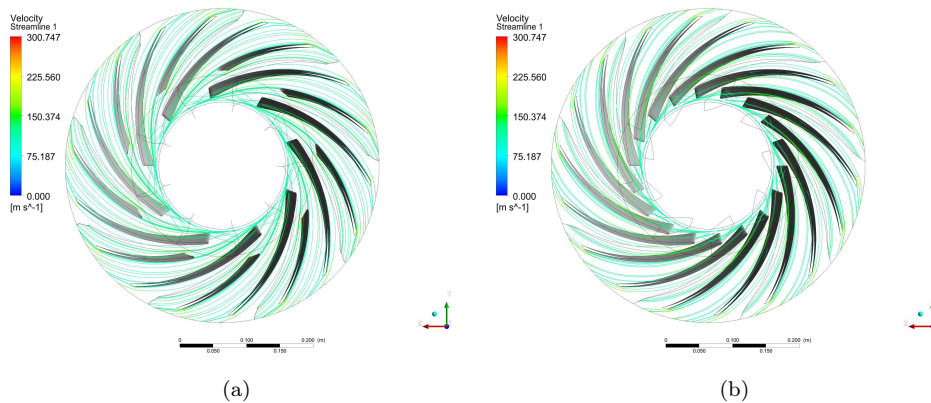 Velocity
Streamline 1
300.747
225.560
150.374
75.187
0.000
[m s^-1]
Y
X
0
0.100
0.200
(m)
0.050
0.150
(a)
Velocity
Streamline 1
300.747
225.560
150.374
75.187
0.000
[m s^-1]
X
0
0.100
0.200
(m)
0.050
0.150
(b)